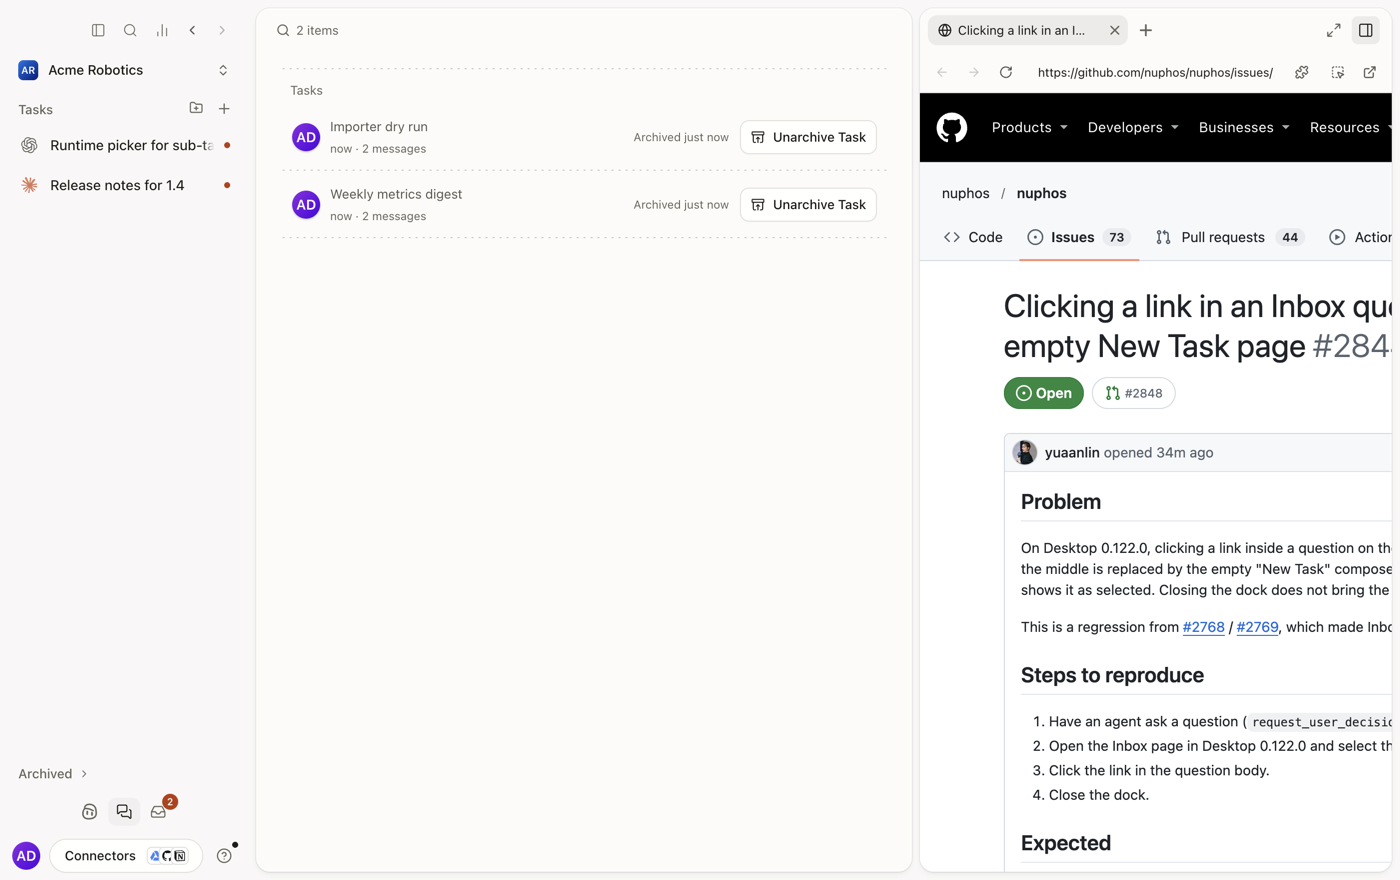 AR Acme Robotics
Tasks
Runtime picker for sub-ta
Release notes for 1.4
Archived
2
AD Connectors
2 items
Tasks
AD
Importer dry run
now · 2 messages
Archived just now
Unarchive Task
AD
Weekly metrics digest
now · 2 messages
Archived just now
Unarchive Task
Clicking a link in an I...
https://github.com/nuphos/nuphos/issues/
Products Developers Businesses Resources
nuphos / nuphos
Code Issues 73 Pull requests 44 Action
Clicking a link in an Inbox que
empty New Task page #284
Open #2848
yuaanlin opened 34m ago
Problem
On Desktop 0.122.0, clicking a link inside a question on th
the middle is replaced by the empty "New Task" compose
shows it as selected. Closing the dock does not bring the
This is a regression from #2768 / #2769, which made Inbo
Steps to reproduce
1. Have an agent ask a question ( request_user_decisio
2. Open the Inbox page in Desktop 0.122.0 and select th
3. Click the link in the question body.
4. Close the dock.
Expected